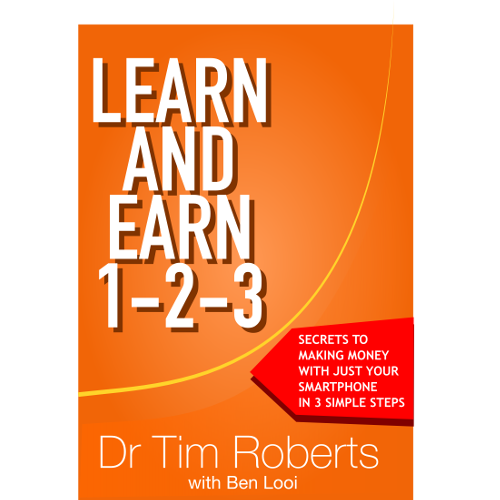 LEARN
AND
EARN
1-2-3
SECRETS TO
MAKING MONEY
WITH JUST YOUR
SMARTPHONE
IN 3 SIMPLE STEPS
Dr Tim Roberts
with Ben Looi